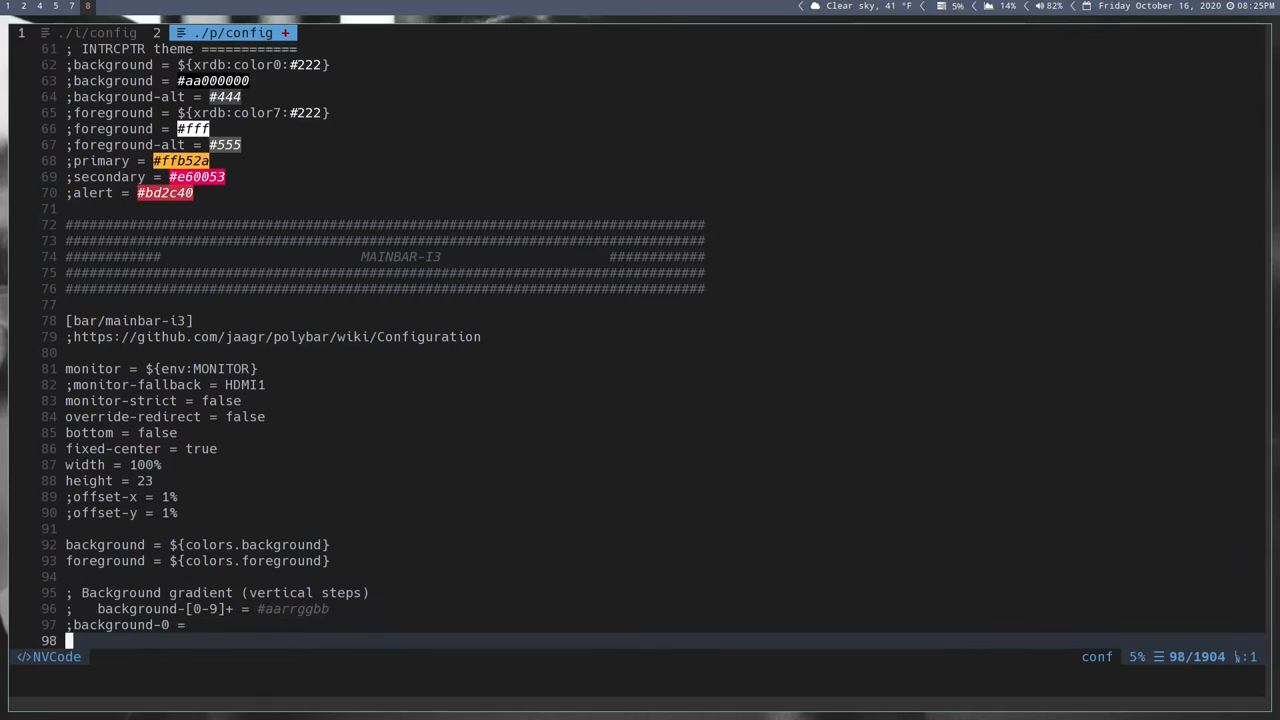 1 2 4 5 7 8 Clear sky, 41 °F 5% 14% 82% Friday October 16, 2020 08:25PM
1 ./i/config 2 ./p/config +
61 ; INTRCPTR theme ============
62 ;background = ${xrdb:color0:#222}
63 ;background = #aa000000
64 ;background-alt = #444
65 ;foreground = ${xrdb:color7:#222}
66 ;foreground = #fff
67 ;foreground-alt = #555
68 ;primary = #ffb52a
69 ;secondary = #e60053
70 ;alert = #bd2c40
71
72 ################################################################################
73 ################################################################################
74 ############                         MAINBAR-I3                     ############
75 ################################################################################
76 ################################################################################
77
78 [bar/mainbar-i3]
79 ;https://github.com/jaagr/polybar/wiki/Configuration
80
81 monitor = ${env:MONITOR}
82 ;monitor-fallback = HDMI1
83 monitor-strict = false
84 override-redirect = false
85 bottom = false
86 fixed-center = true
87 width = 100%
88 height = 23
89 ;offset-x = 1%
90 ;offset-y = 1%
91
92 background = ${colors.background}
93 foreground = ${colors.foreground}
94
95 ; Background gradient (vertical steps)
96 ;   background-[0-9]+ = #aarrggbb
97 ;background-0 =
98
</>NVCode conf 5% ☰ 98/1904 :1